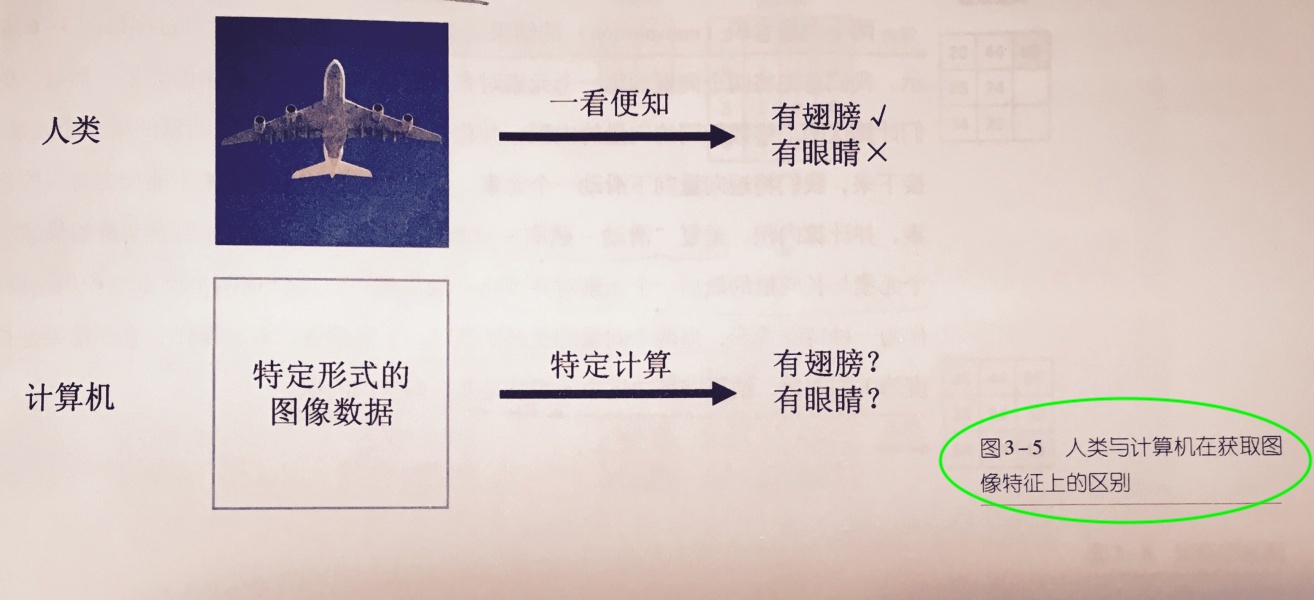 人类
一看便知
有翅膀√
有眼睛×
计算机
特定形式的
图像数据
特定计算
有翅膀？
有眼睛？
图3-5 人类与计算机在获取图
像特征上的区别